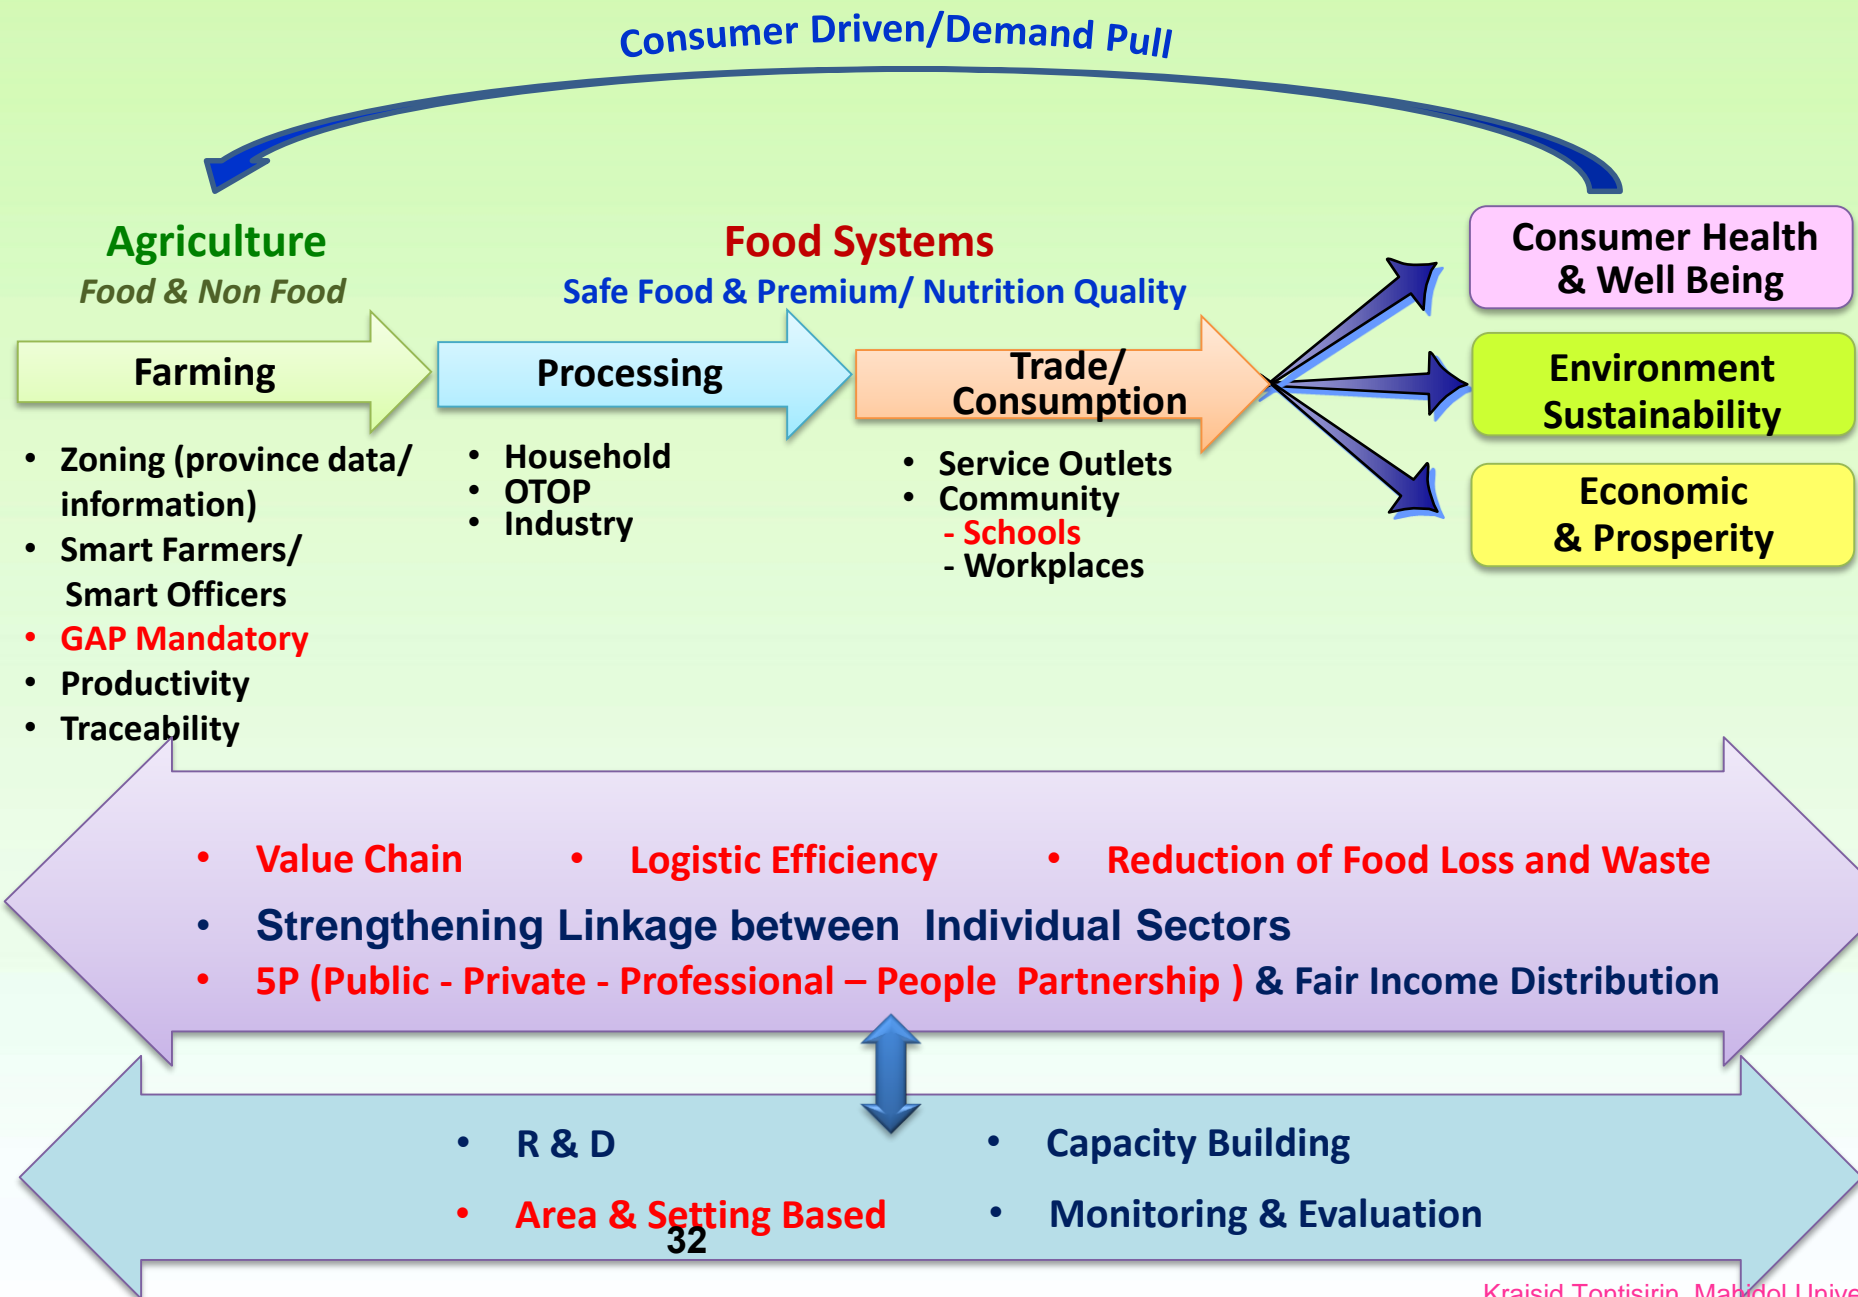 Consumer Driven/Demand Pull
Agriculture
Food & Non Food
Food Systems
Safe Food & Premium/ Nutrition Quality
Farming
Processing
Trade/
Consumption
Consumer Health
& Well Being
Environment
Sustainability
Economic
& Prosperity
• Zoning (province data/
information)
• Smart Farmers/
Smart Officers
• GAP Mandatory
• Productivity
• Traceability
• Household
• OTOP
• Industry
• Service Outlets
• Community
- Schools
- Workplaces
• Value Chain • Logistic Efficiency • Reduction of Food Loss and Waste
• Strengthening Linkage between Individual Sectors
• 5P (Public - Private - Professional – People Partnership ) & Fair Income Distribution
• R & D • Capacity Building
• Area & Setting Based • Monitoring & Evaluation
32
Kraisid Tontisirin, Mahidol